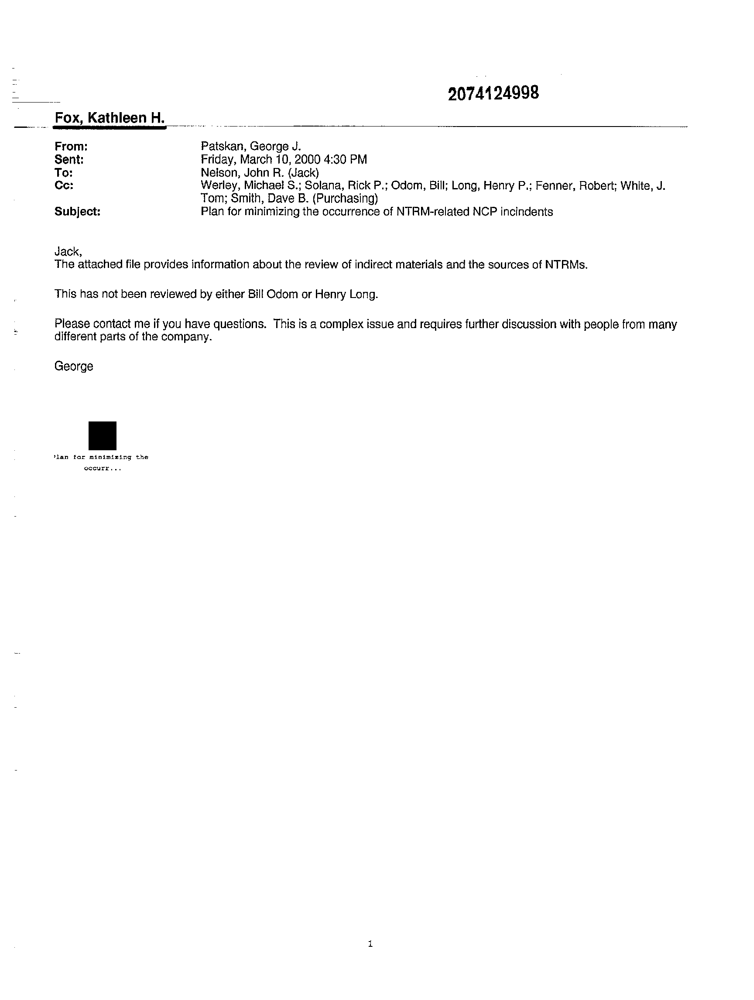 2074124998
Fox, Kathleen H.
From: Patskan, George J.
Sent: Friday, March 10, 2000 4:30 PM
To: Nelson, John R. (Jack)
Cc: Werley, Michael S.; Solana, Rick P.; Odom, Bill; Long, Henry P.; Fenner, Robert; White, J.
Tom; Smith, Dave B. (Purchasing)
Subject: Plan for minimizing the occurrence of NTRM-related NCP incindents
Jack,
The attached file provides information about the review of indirect materials and the sources of NTRMs.
This has not been reviewed by either Bill Odom or Henry Long.
Please contact me if you have questions. This is a complex issue and requires further discussion with people from many
different parts of the company.
George
Plan for minimizing the
occurr...
1